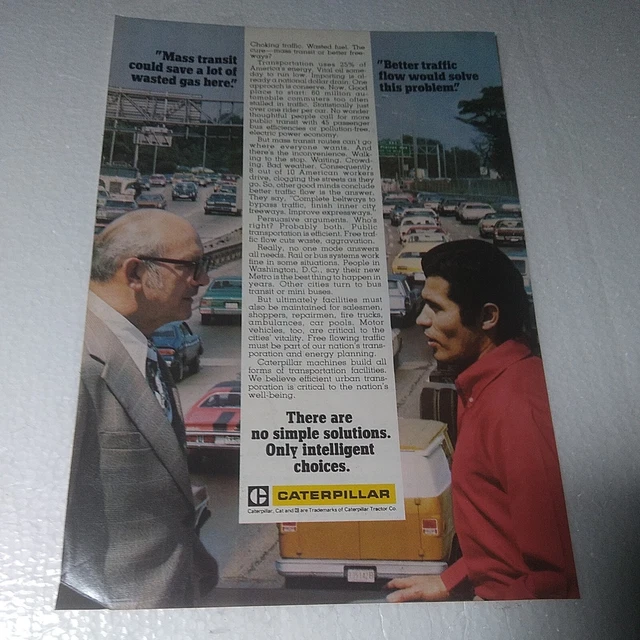 "Mass transit
could save a lot of
wasted gas here."
Choking traffic. Wasted fuel. The
cure—mass transit or better free-
ways?
Transportation uses 25% of
America's energy. Vital oil some-
day to run low. Importing is al-
ready a national dollar drain. One
approach is conserve. Now. Good
place to start: 60 million au-
tomobile commuters too often
stalled in traffic. Statistically just
over one rider per car. No wonder
thoughtful people call for more
public transit with 45 passenger
bus efficiencies or pollution-free,
electric power economy.
But mass transit routes can't go
where everyone wants. And
there's the inconvenience. Walk-
ing to the stop. Waiting. Crowd-
ing. Bad weather. Consequently,
8 out of 10 American workers
drive, clogging the streets as they
go. So, other good minds conclude
better traffic flow is the answer.
They say, "Complete beltways to
bypass traffic, finish inner city
freeways. Improve expressways."
Persuasive arguments. Who's
right? Probably both. Public
transportation is efficient. Free traf-
fic flow cuts waste, aggravation.
Really, no one mode answers
all needs. Rail or bus systems work
fine in some situations. People in
Washington, D.C., say their new
Metro is the best thing to happen in
years. Other cities turn to bus
transit or mini buses.
But ultimately facilities must
also be maintained for salesmen,
shoppers, repairmen, fire trucks,
ambulances, car pools. Motor
vehicles, too, are critical to the
cities' vitality. Free flowing traffic
must be part of our nation's trans-
poration and energy planning.
Caterpillar machines build all
forms of transportation facilities.
We believe efficient urban trans-
poration is critical to the nation's
well-being.
There are
no simple solutions.
Only intelligent
choices.
CATERPILLAR
Caterpillar, Cat and are Trademarks of Caterpillar Tractor Co.
"Better traffic
flow would solve
this problem."